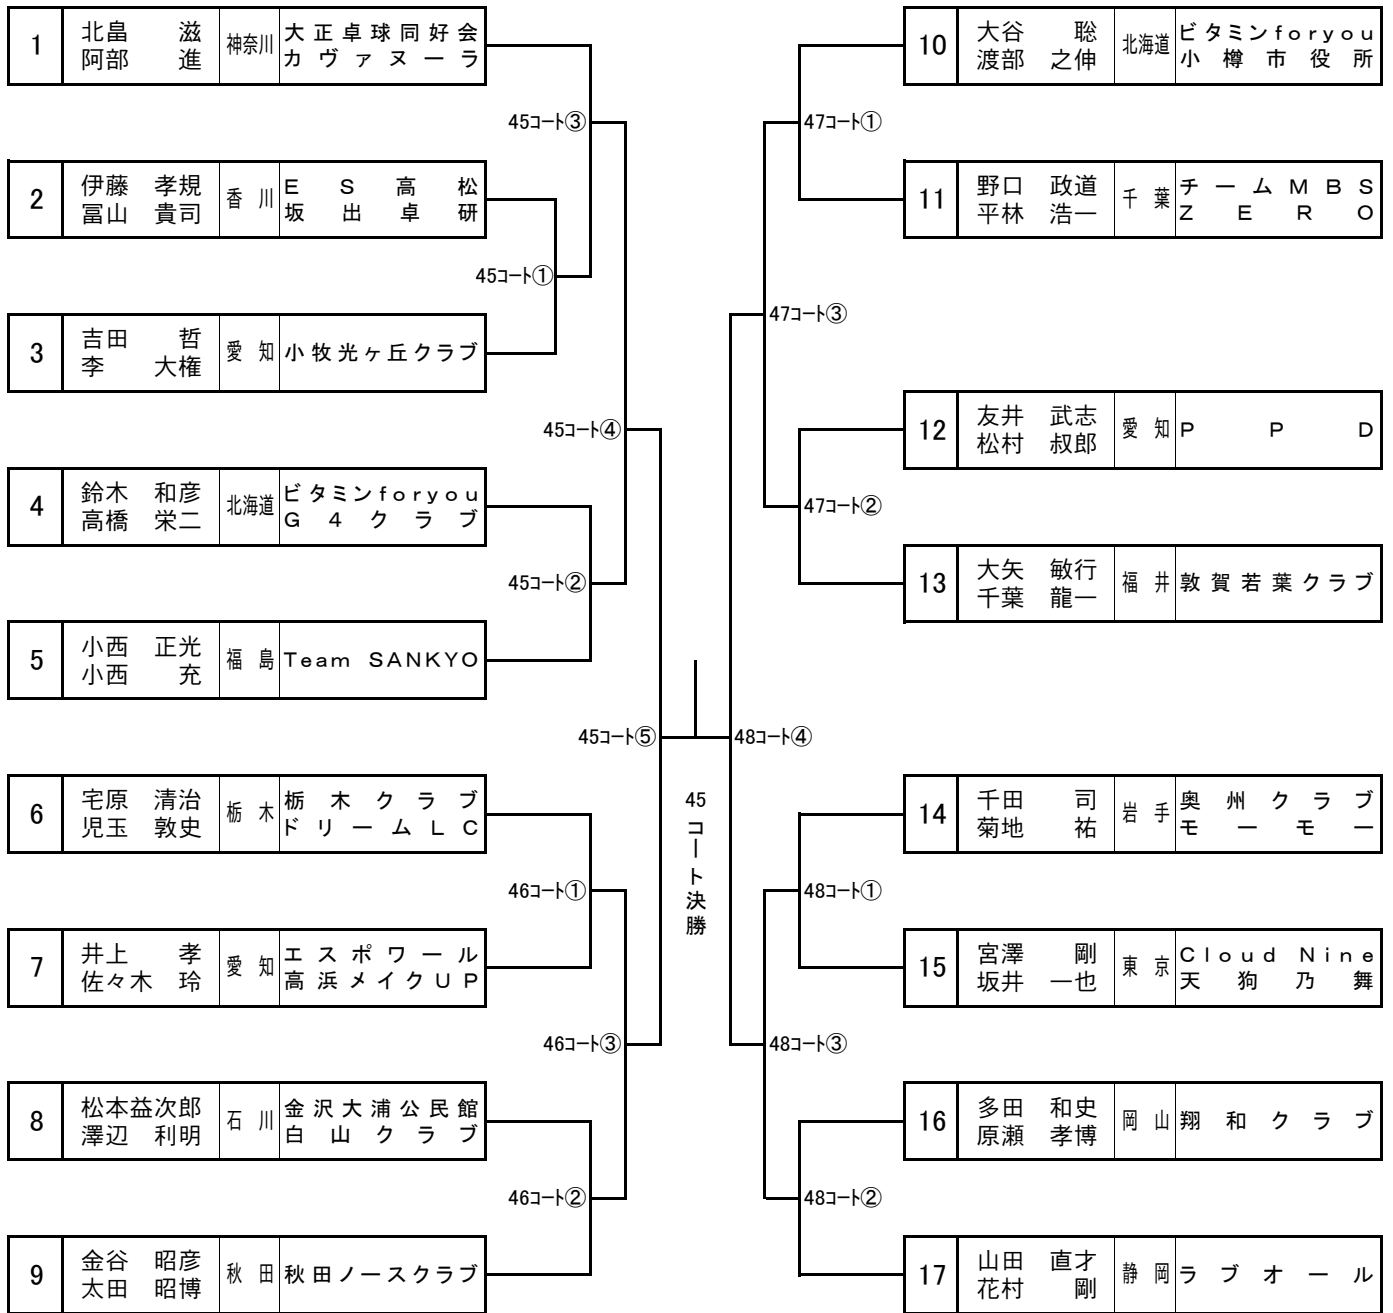 1 北畠 滋 神奈川 大正卓球同好会
阿部 進 カヴァヌーラ
45コート③
2 伊藤 孝規 香川 ES高松
冨山 貴司 坂出卓研
45コート①
3 吉田 哲 愛知 小牧光ヶ丘クラブ
李 大権
45コート④
4 鈴木 和彦 北海道 ビタミンforyou
高橋 栄二 G4クラブ
45コート②
5 小西 正光 福島 Team SANKYO
小西 充
45コート⑤
6 宅原 清治 栃木 栃木クラブ
児玉 敦史 ドリームLC
46コート①
7 井上 孝 愛知 エスポワール
佐々木 玲 高浜メイクUP
46コート③
8 松本益次郎 石川 金沢大浦公民館
澤辺 利明 白山クラブ
46コート②
9 金谷 昭彦 秋田 秋田ノースクラブ
太田 昭博
45コート決勝
10 大谷 聡 北海道 ビタミンforyou
渡部 之伸 小樽市役所
47コート①
11 野口 政道 千葉 チームMBS
平林 浩一 ZERO
47コート③
12 友井 武志 愛知 PPD
松村 叔郎
47コート②
13 大矢 敏行 福井 敦賀若葉クラブ
千葉 龍一
48コート④
14 千田 司 岩手 奥州クラブ
菊地 祐 モーモー
48コート①
15 宮澤 剛 東京 Cloud Nine
坂井 一也 天狗乃舞
48コート③
16 多田 和史 岡山 翔和クラブ
原瀬 孝博
48コート②
17 山田 直才 静岡 ラブオール
花村 剛